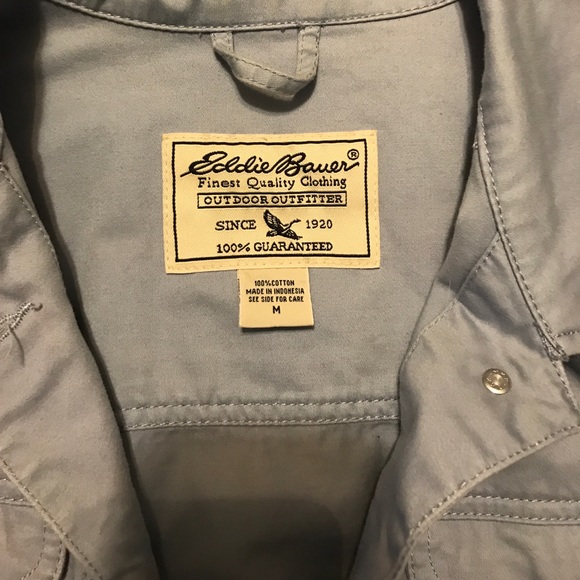 Eddie Bauer®
Finest Quality Clothing
OUTDOOR OUTFITTER
SINCE 1920
100% GUARANTEED
100%COTTON
MADE IN INDONESIA
SEE SIDE FOR CARE
M